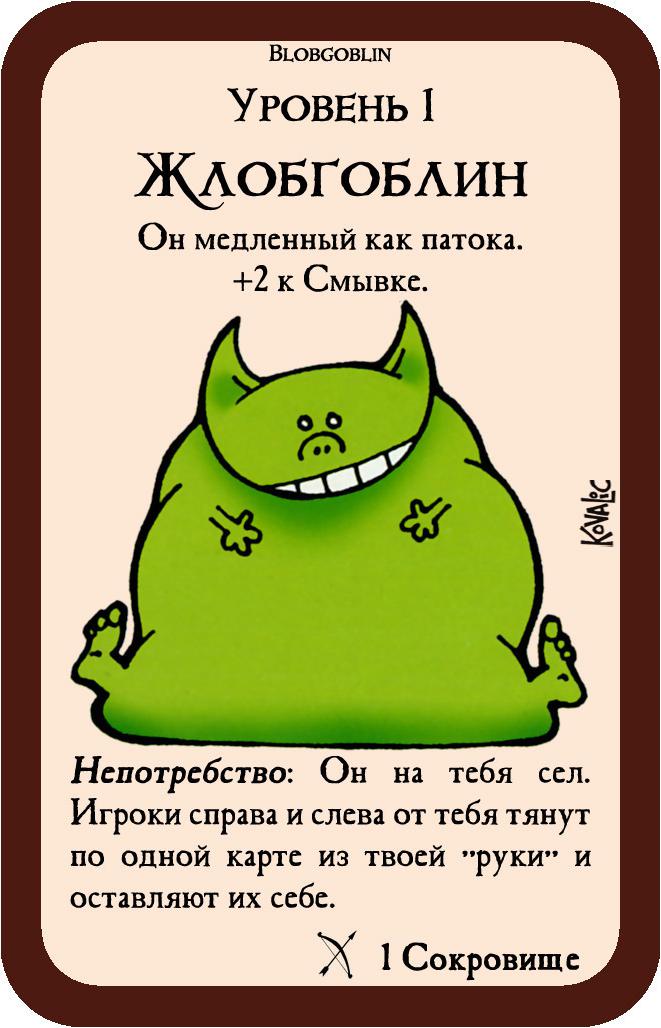 Blobgoblin
Уровень 1
Жлобгоблин
Он медленный как патока.
+2 к Смывке.
Kovalic
Непотребство: Он на тебя сел.
Игроки справа и слева от тебя тянут
по одной карте из твоей ”руки” и
оставляют их себе.
1 Сокровище